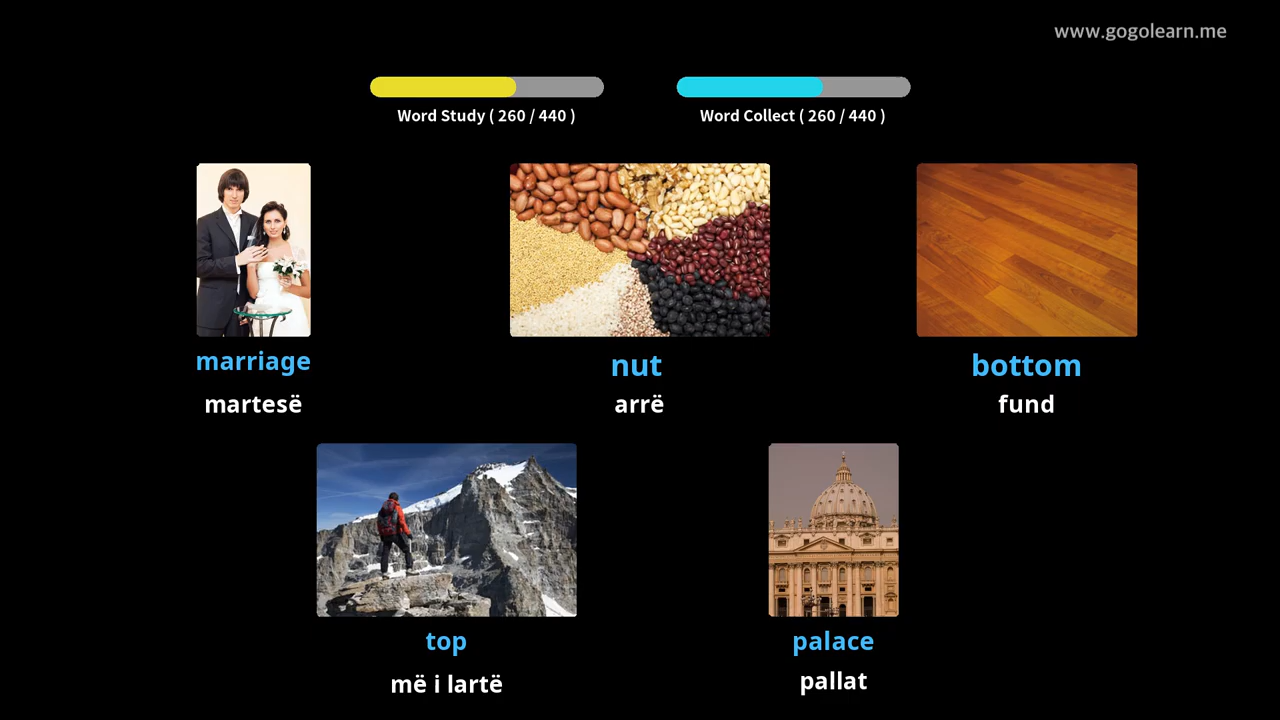 www.gogolearn.me
Word Study ( 260 / 440 )
Word Collect ( 260 / 440 )
marriage
martesë
nut
arrë
bottom
fund
top
më i lartë
palace
pallat